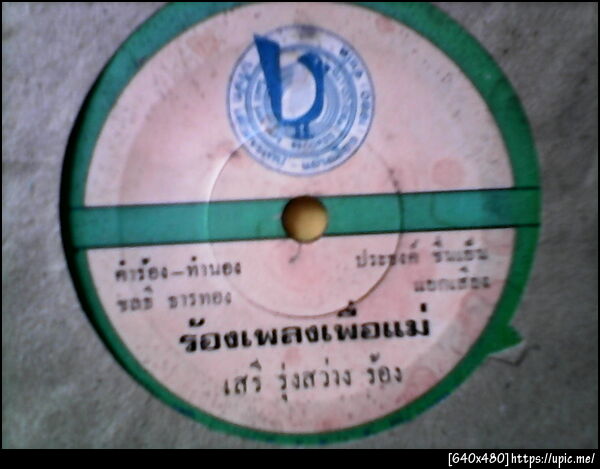 คำร้อง-ทำนอง
ชลธี ธารทอง
ประยงค์ ชื่นเย็น
แยกเสียง
ร้องเพลงเพื่อแม่
เสรี รุ่งสว่าง ร้อง
[640x480]https://upic.me/